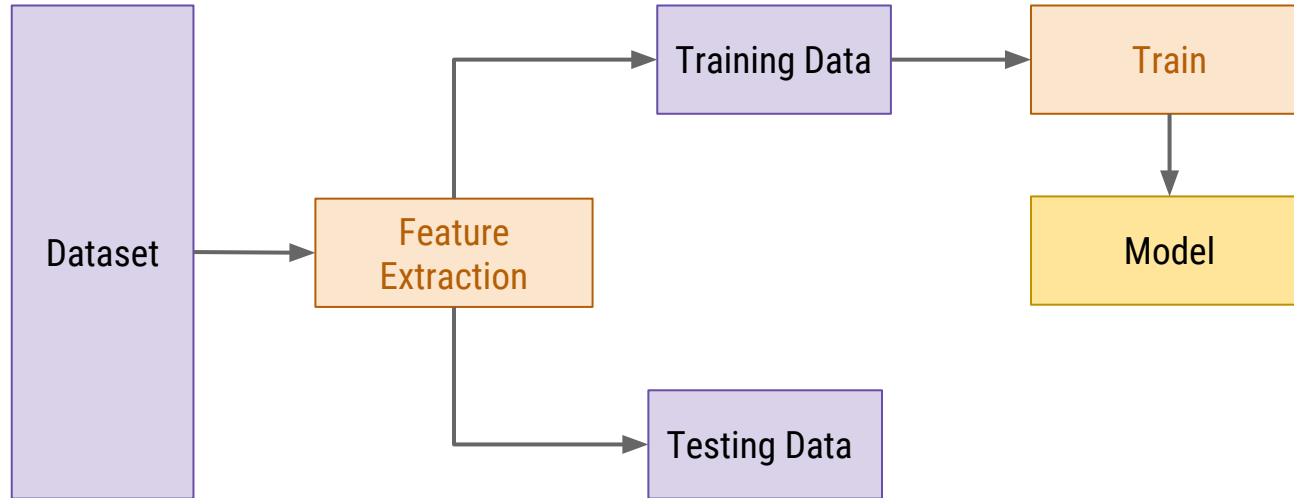 Training Data
Train
Dataset
Feature
Extraction
Model
Testing Data